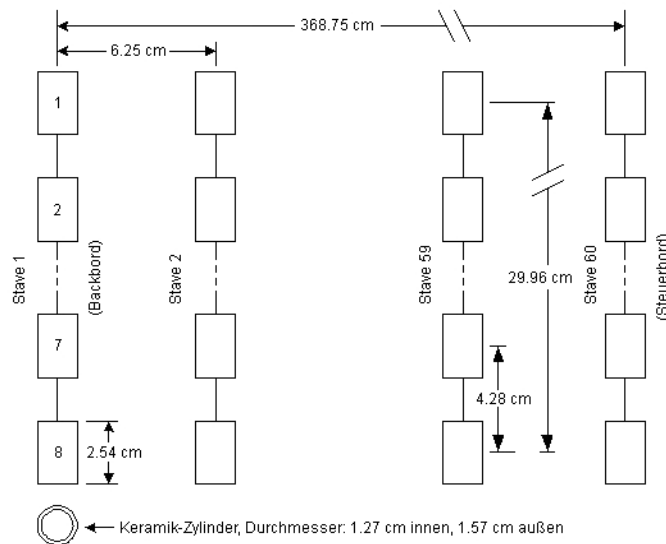 368.75 cm
6.25 cm
1
2
Stave 1
(Backbord)
Stave 2
Stave 59
29.96 cm
Stave 60
(Steuerbord)
7
4.28 cm
8
2.54 cm
Keramik-Zylinder, Durchmesser: 1.27 cm innen, 1.57 cm außen